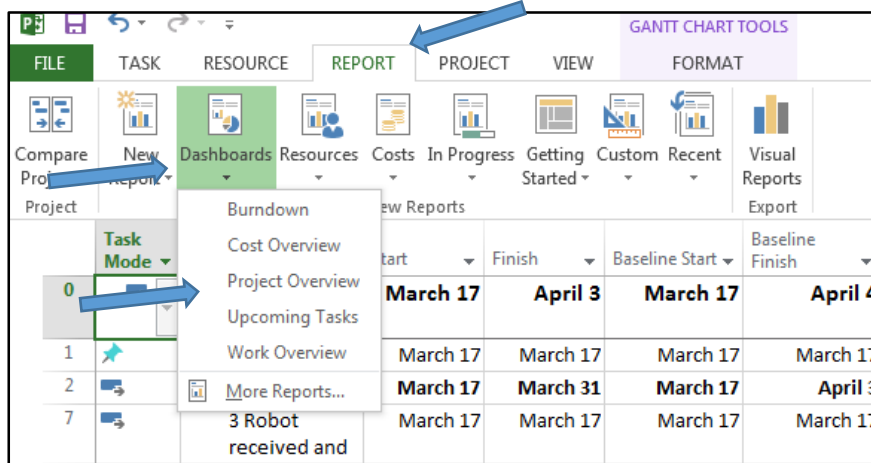 GANTT CHART TOOLS
FILE TASK RESOURCE REPORT PROJECT VIEW FORMAT
Compare New Dashboards Resources Costs In Progress Getting Custom Recent Visual
Report Started Reports
Project Export
Task Baseline
Mode Finish Baseline Start Finish
Burndown
Cost Overview
Project Overview
Upcoming Tasks
Work Overview
More Reports...
0 March 17 April 3 March 17 April 4
1 March 17 March 17 March 17 March 17
2 March 17 March 31 March 17 April 3
7 3 Robot March 17 March 17 March 17 March 17
received and